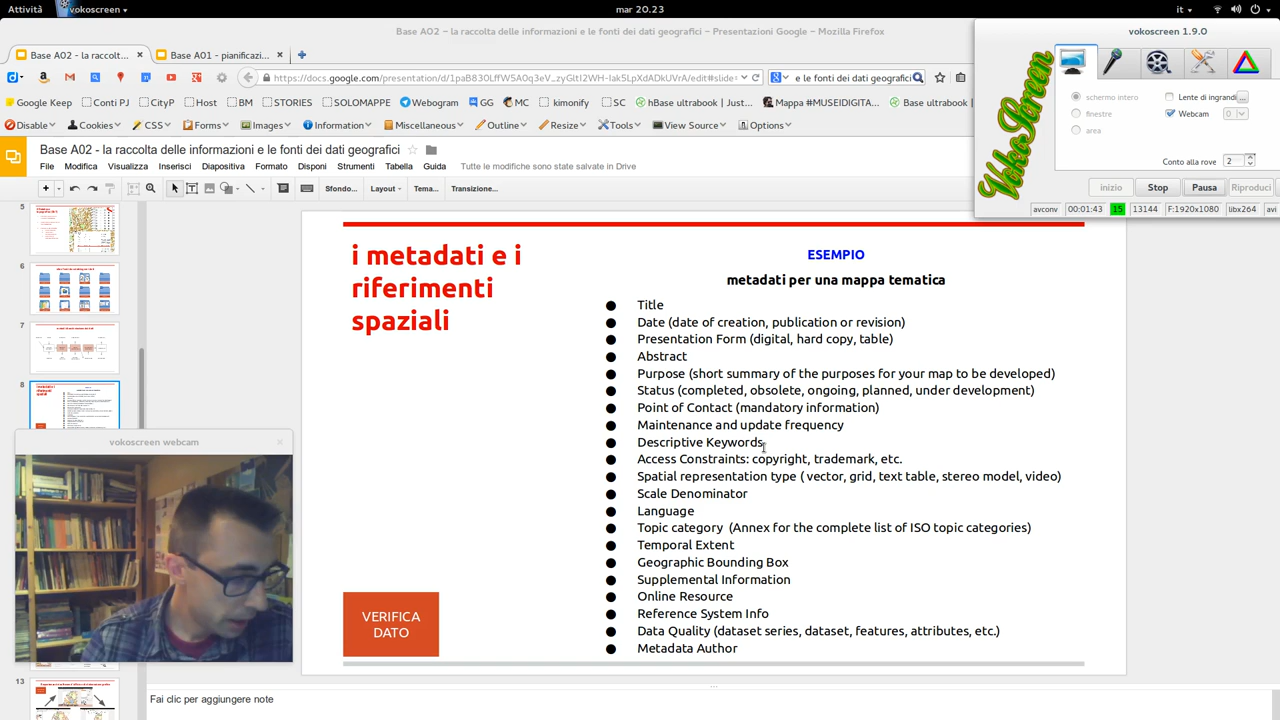 Attività
vokoscreen
mar 20.23
it
Base A02 – la raccolta delle informazioni e le fonti dei dati geografici – Presentazioni Google – Mozilla Firefox
vokoscreen 1.9.0
Base A02 - la raccolt...
Base A01 - pianificazi...
https://docs.google.com/presentation/d/
e le fonti dei dati geografici
Google Keep
Conti PJ
CityP
Host
BM
STORIES
SOLOMAPPE
Webogram
GG
MC
kimonify
SC
hBase ultrabook | Just...
Mappa #MUSEIDIGITA...
Base ultrabook
Disable
Cookies
CSS
Forms
Images
Information
Miscellaneous
Outline
Resize
Tools
View Source
Options
schermo intero
finestre
area
Lente di ingrand
Webcam
0
Conto alla rove
2
inizio
Stop
Pausa
Riproduci
avconv
00:01:43
15
13144
F:1920x1080
libx264
avi
Base A02 - la raccolta delle informazioni e le fonti dei dati geografici
File
Modifica
Visualizza
Inserisci
Diapositiva
Formato
Disponi
Strumenti
Tabella
Guida
Tutte le modifiche sono state salvate in Drive
Sfondo...
Layout
Tema...
Transizione...
5
6
7
8
13
i metadati e i
riferimenti
spaziali
ESEMPIO
metadati per una mappa tematica
● Title
● Date (date of creation, publication or revision)
● Presentation Form (digital, hard copy, table)
● Abstract
● Purpose (short summary of the purposes for your map to be developed)
● Status (completed, obsolete, ongoing, planned, under development)
● Point of Contact (mandatory information)
● Maintenance and update frequency
● Descriptive Keywords
● Access Constraints: copyright, trademark, etc.
● Spatial representation type ( vector, grid, text table, stereo model, video)
● Scale Denominator
● Language
● Topic category (Annex for the complete list of ISO topic categories)
● Temporal Extent
● Geographic Bounding Box
● Supplemental Information
● Online Resource
● Reference System Info
● Data Quality (dataset series, dataset, features, attributes, etc.)
● Metadata Author
VERIFICA
DATO
vokoscreen webcam
Fai clic per aggiungere note
VokoScreen